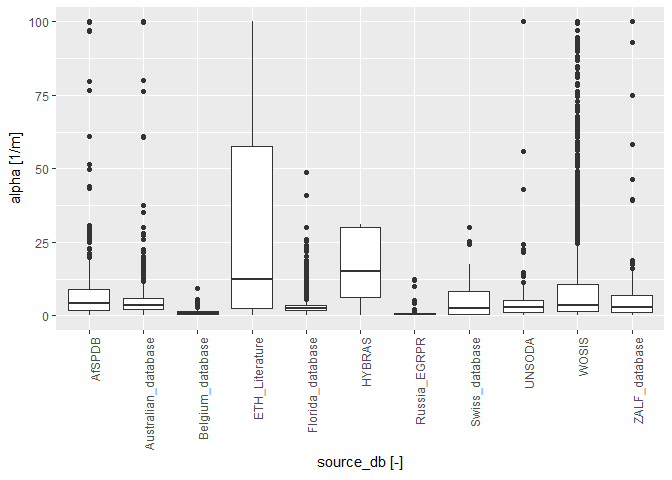 100
75
50
25
0
alpha [1/m]
AfSPDB
Australian_database
Belgium_database
ETH_Literature
Florida_database
HYBRAS
Russia_EGRPR
Swiss_database
UNSODA
WOSIS
ZALF_database
source_db [-]